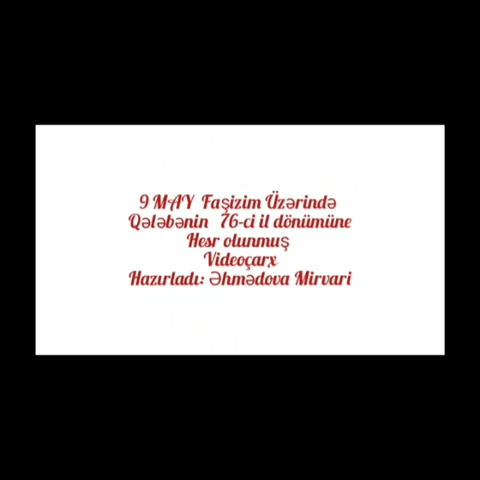 9 MAY Faşizim Üzərində
Qələbənin 76-ci il dönümüne
Hesr olunmuş
Videoçarx
Hazırladı: Əhmədova Mirvari